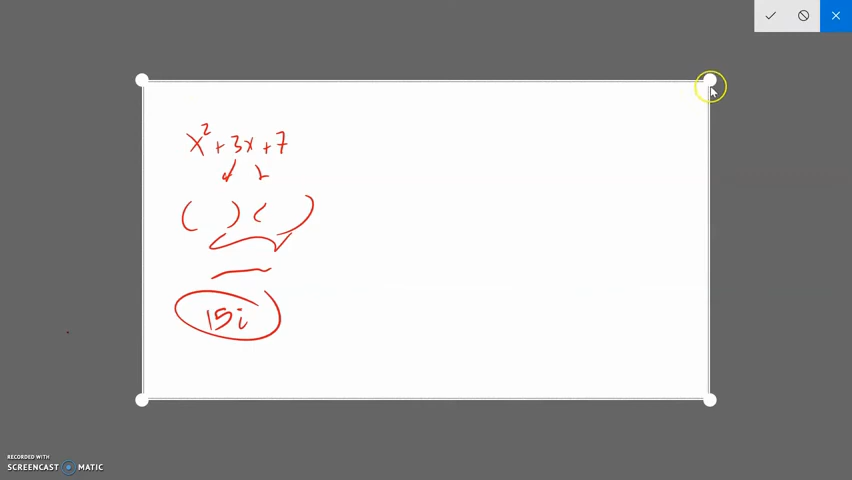 x² + 3x + 7
( ) ( )
15i
RECORDED WITH
SCREENCAST MATIC